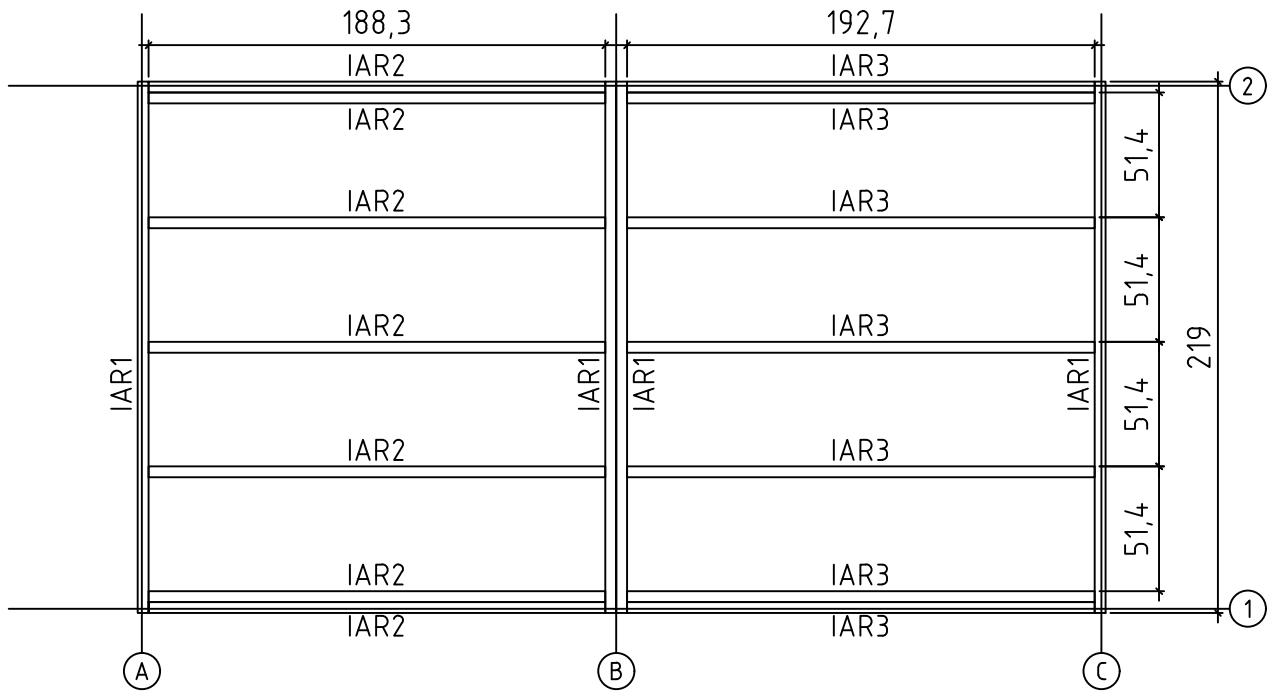 188,3 192,7
IAR2 IAR3
2
IAR2 IAR3
51,4
IAR2 IAR3
51,4
IAR2 IAR3
219
IAR1 IAR1 IAR1 IAR1
51,4
IAR2 IAR3
51,4
IAR2 IAR3
1
IAR2 IAR3
A B C